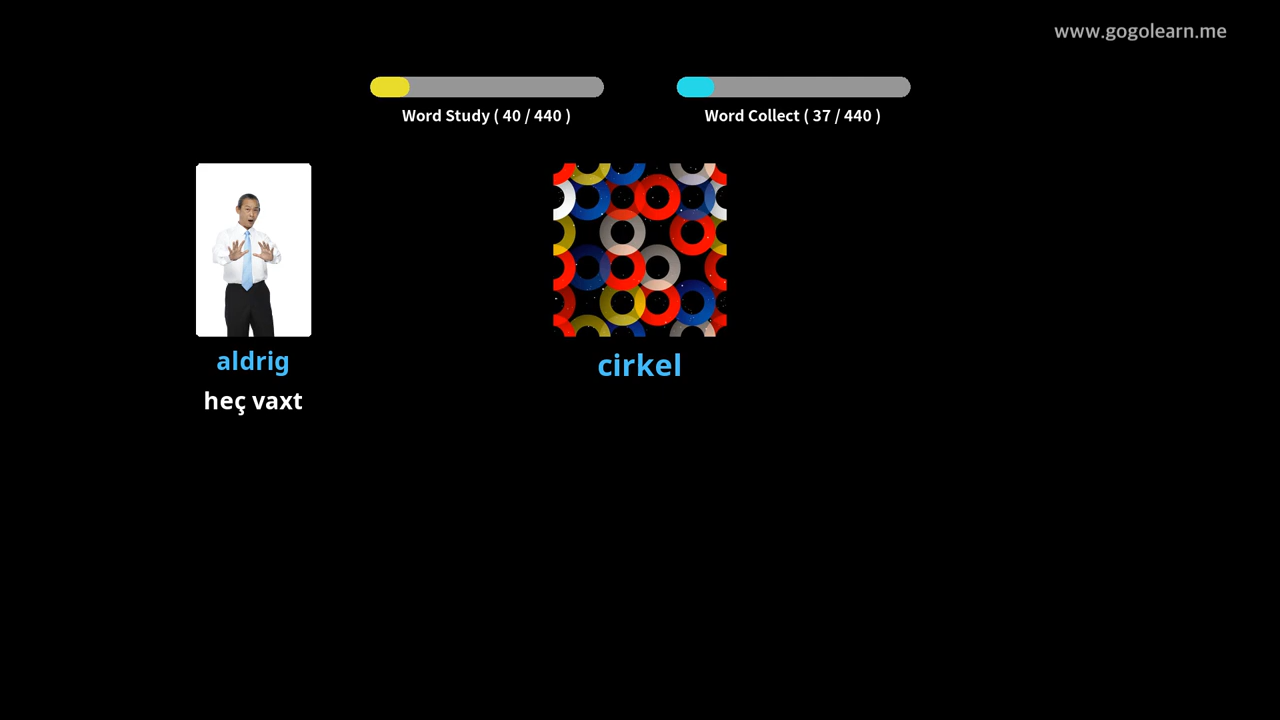 www.gogolearn.me
Word Study ( 40 / 440 )
Word Collect ( 37 / 440 )
aldrig
heç vaxt
cirkel